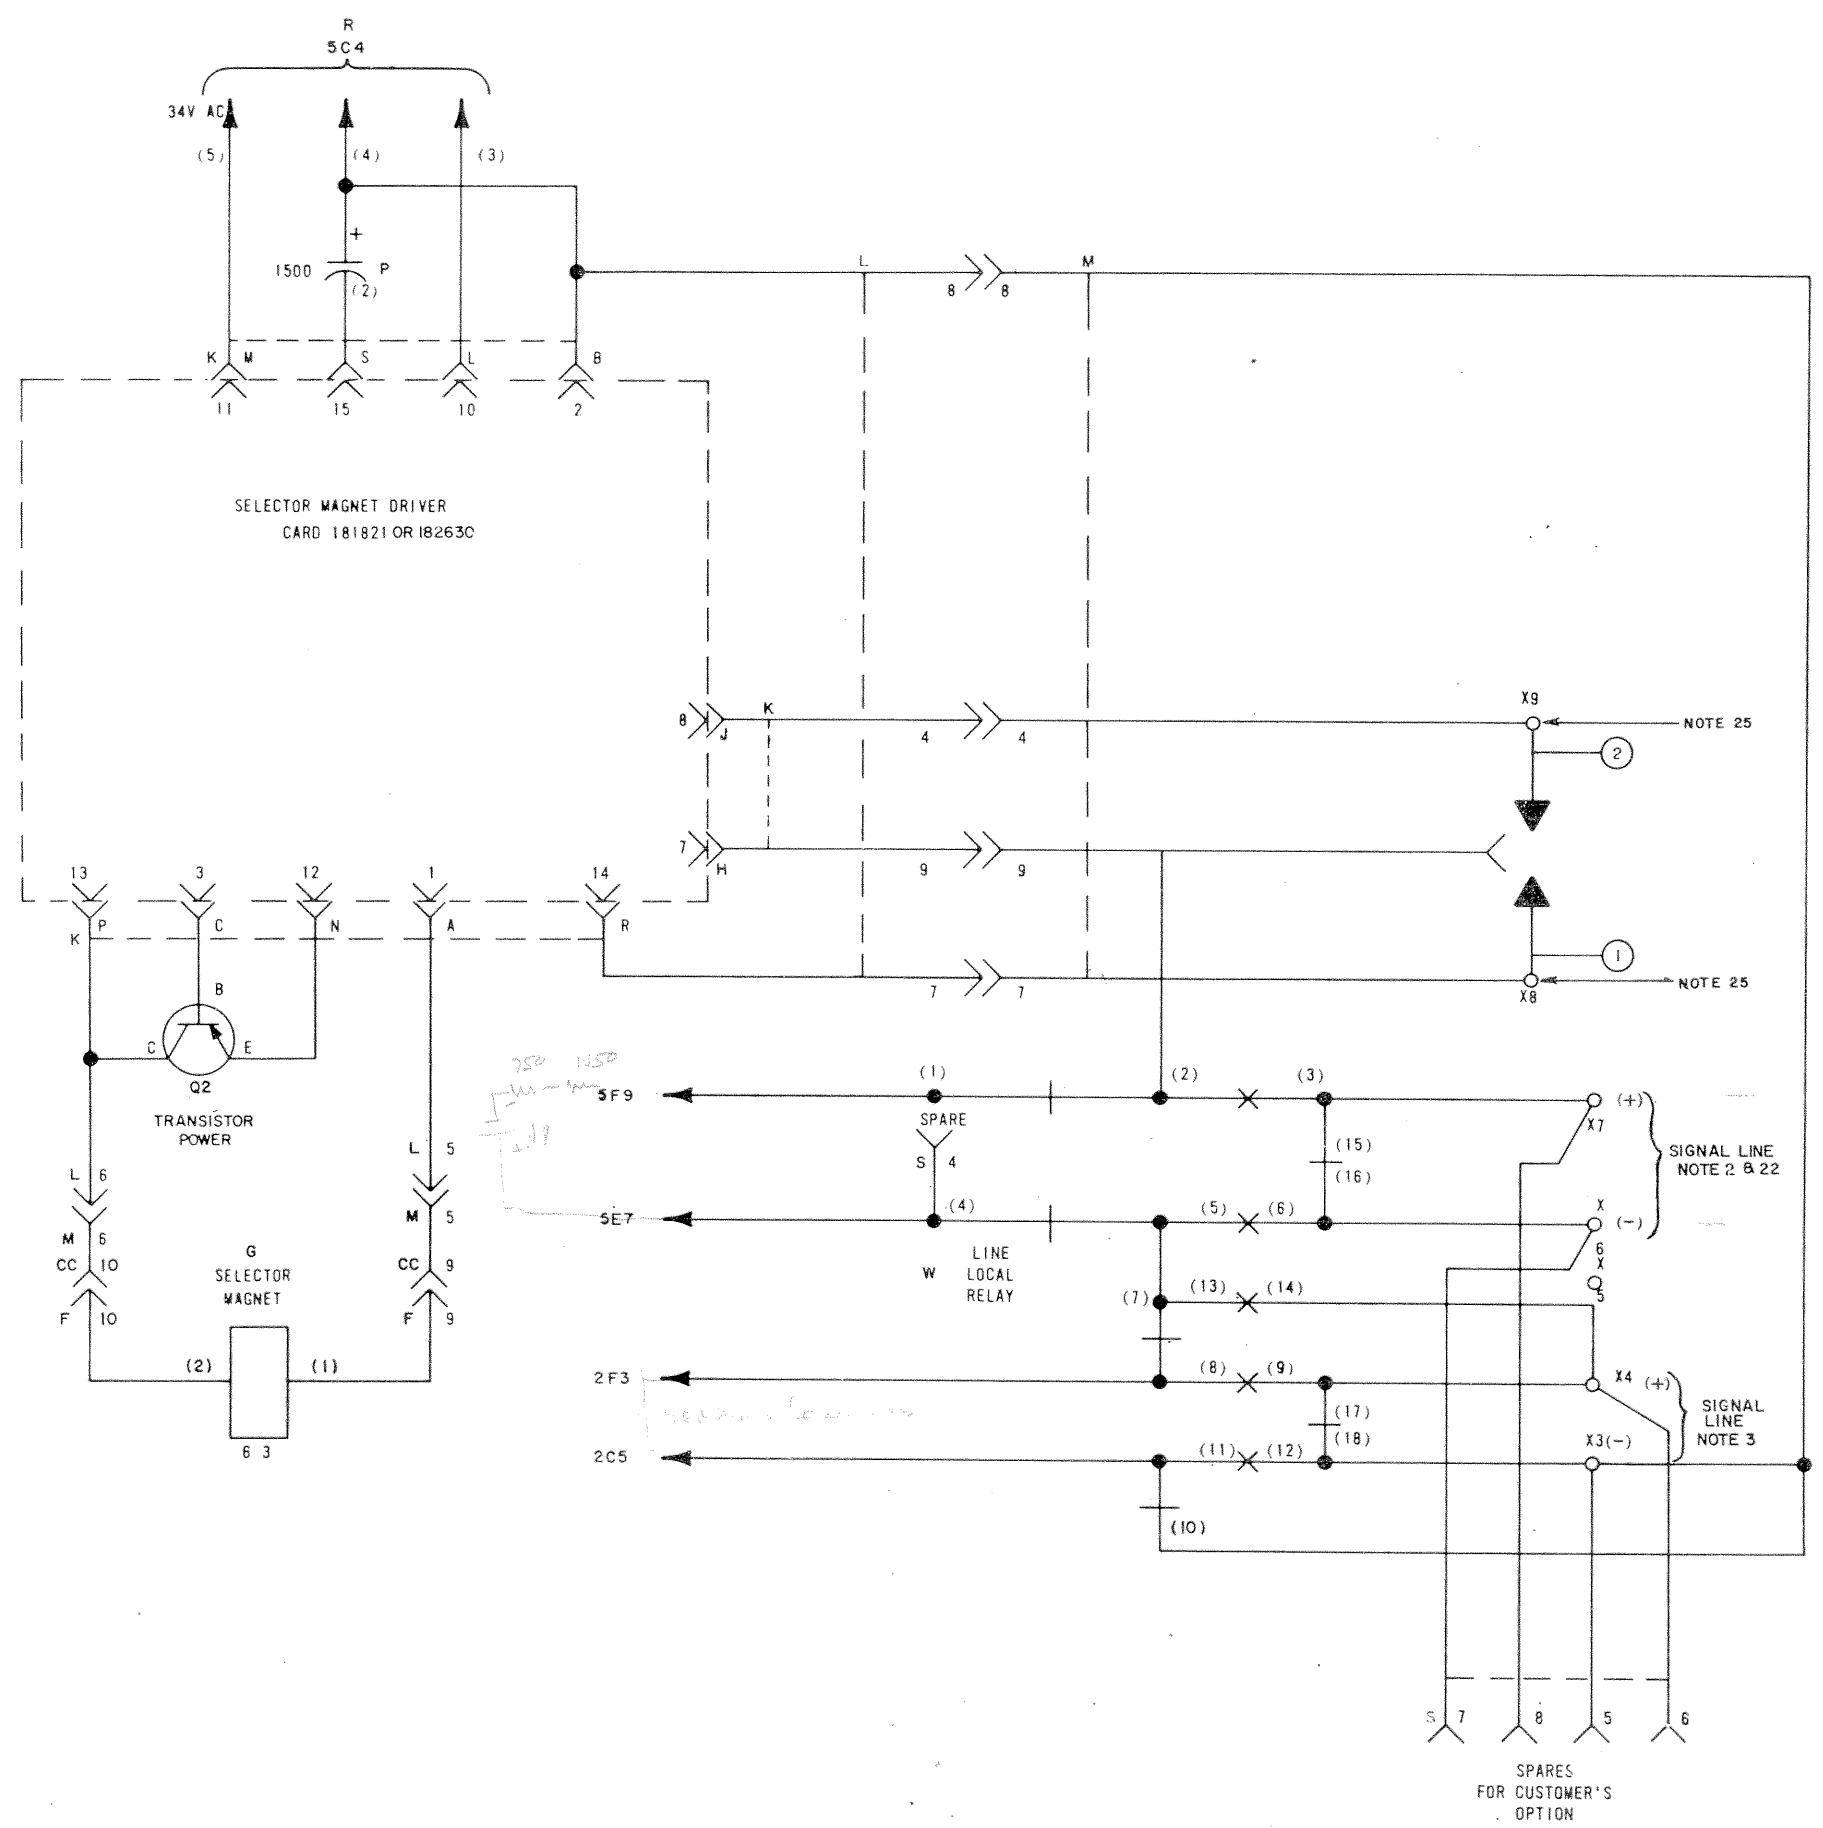 R
5C4
34V AC
(5)
(4)
(3)
+
1500
P
(2)
L
M
8
8
K M
S
L
B
11
15
10
2
SELECTOR MAGNET DRIVER
CARD 181821 OR 182630
X9
8
J
K
4
4
NOTE 25
2
7
H
9
9
13
3
12
1
14
K
P
C
N
A
R
7
7
1
NOTE 25
X8
B
C
E
Q2
TRANSISTOR
POWER
750 1450
5F9
(1)
(2)
(3)
(+)
X7
SPARE
S 4
(15)
(16)
SIGNAL LINE
NOTE 2 & 22
L 5
L 6
M 5
M 6
5E7
(4)
(5)
(6)
X
(-)
6
X
5
CC 10
CC 9
G
SELECTOR
MAGNET
W
LINE
LOCAL
RELAY
(7)
(13)
(14)
F 10
F 9
(2)
(1)
6 3
2F3
(8)
(9)
X4
(+)
(17)
(18)
SIGNAL
LINE
NOTE 3
2C5
(11)
(12)
X3(-)
(10)
S 7
8
5
6
SPARES
FOR CUSTOMER'S
OPTION